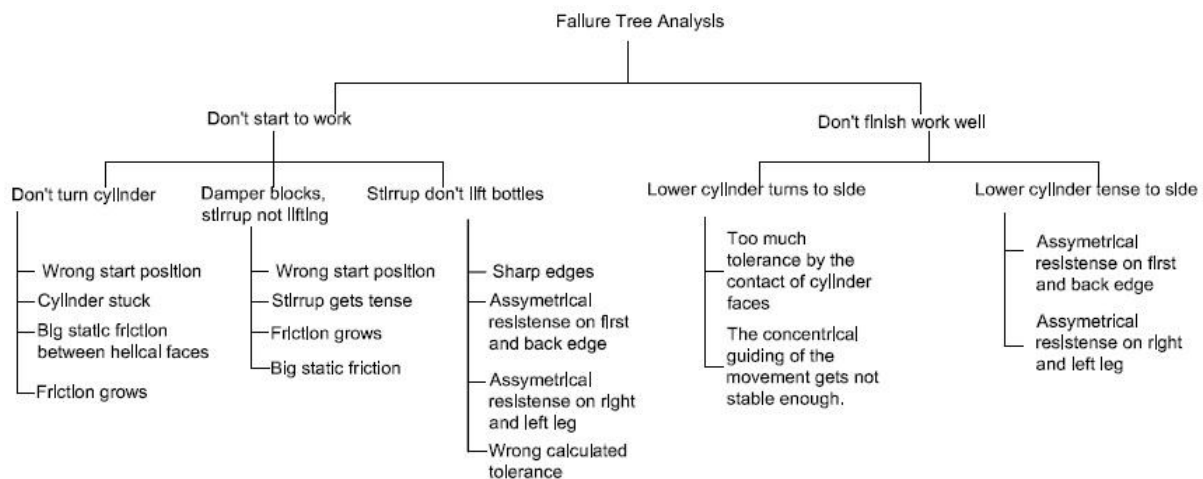 Failure Tree Analysis
Don't start to work
Don't finish work well
Don't turn cylinder
Damper blocks,
stirrup not lifting
Stirrup don't lift bottles
Lower cylinder turns to side
Lower cylinder tense to side
Wrong start position
Cylinder stuck
Big static friction
between helical faces
Friction grows
Wrong start position
Stirrup gets tense
Friction grows
Big static friction
Sharp edges
Assymetrical
resistense on first
and back edge
Assymetrical
resistense on right
and left leg
Wrong calculated
tolerance
Too much
tolerance by the
contact of cylinder
faces
The concentrical
guiding of the
movement gets not
stable enough.
Assymetrical
resistense on first
and back edge
Assymetrical
resistense on right
and left leg